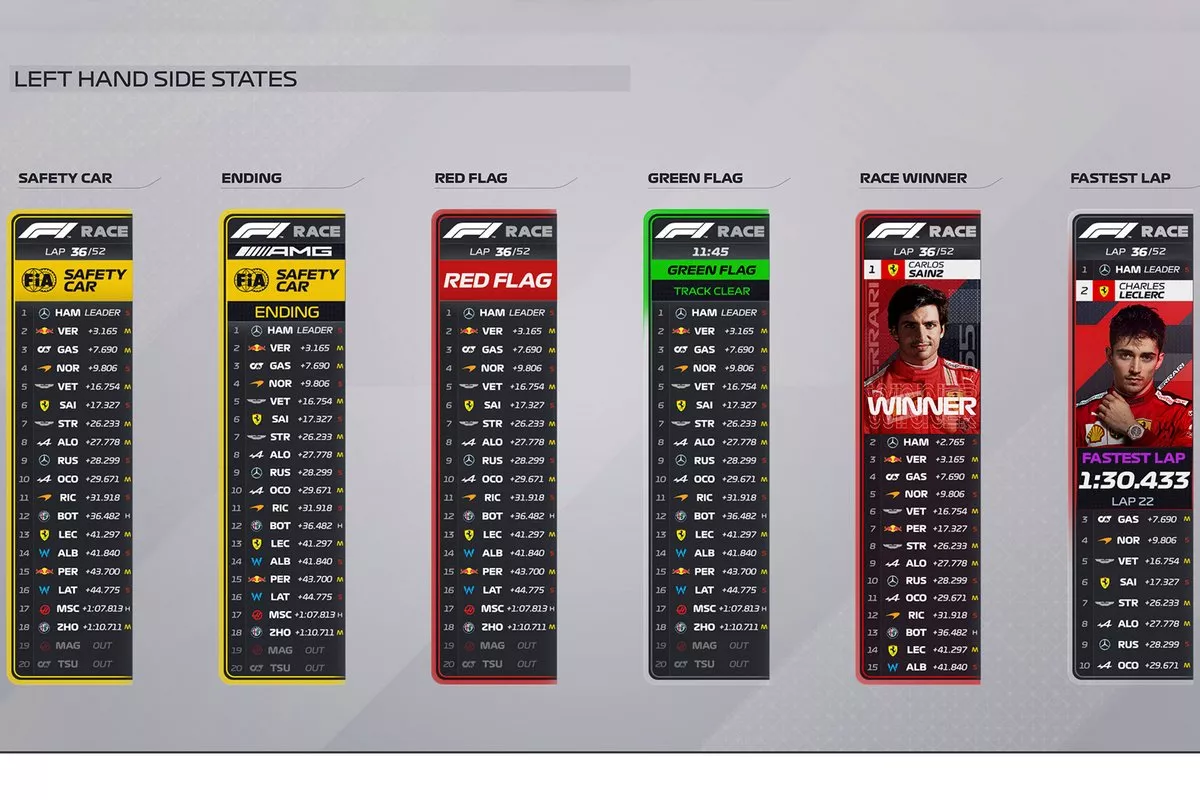 LEFT HAND SIDE STATES
SAFETY CAR
F1 RACE
LAP 36/52
FIA SAFETY CAR
1 HAM LEADER S
2 VER +3.165 M
3 GAS +7.690 M
4 NOR +9.806 S
5 VET +16.754 M
6 SAI +17.327 S
7 STR +26.233 M
8 ALO +27.778 M
9 RUS +28.299 S
10 OCO +29.671 M
11 RIC +31.918 S
12 BOT +36.482 H
13 LEC +41.297 M
14 ALB +41.840 S
15 PER +43.700 M
16 LAT +44.775 S
17 MSC +1:07.813 H
18 ZHO +1:10.711 M
19 MAG OUT
20 TSU OUT
ENDING
F1 RACE
AMG
FIA SAFETY CAR
ENDING
1 HAM LEADER S
2 VER +3.165 M
3 GAS +7.690 M
4 NOR +9.806 S
5 VET +16.754 M
6 SAI +17.327 S
7 STR +26.233 M
8 ALO +27.778 M
9 RUS +28.299 S
10 OCO +29.671 M
11 RIC +31.918 S
12 BOT +36.482 H
13 LEC +41.297 M
14 ALB +41.840 S
15 PER +43.700 M
16 LAT +44.775 S
17 MSC +1:07.813 H
18 ZHO +1:10.711 M
19 MAG OUT
20 TSU OUT
RED FLAG
F1 RACE
LAP 36/52
RED FLAG
1 HAM LEADER S
2 VER +3.165 M
3 GAS +7.690 M
4 NOR +9.806 S
5 VET +16.754 M
6 SAI +17.327 S
7 STR +26.233 M
8 ALO +27.778 M
9 RUS +28.299 S
10 OCO +29.671 M
11 RIC +31.918 S
12 BOT +36.482 H
13 LEC +41.297 M
14 ALB +41.840 S
15 PER +43.700 M
16 LAT +44.775 S
17 MSC +1:07.813 H
18 ZHO +1:10.711 M
19 MAG OUT
20 TSU OUT
GREEN FLAG
F1 RACE
11:45
GREEN FLAG
TRACK CLEAR
1 HAM LEADER S
2 VER +3.165 M
3 GAS +7.690 M
4 NOR +9.806 S
5 VET +16.754 M
6 SAI +17.327 S
7 STR +26.233 M
8 ALO +27.778 M
9 RUS +28.299 S
10 OCO +29.671 M
11 RIC +31.918 S
12 BOT +36.482 H
13 LEC +41.297 M
14 ALB +41.840 S
15 PER +43.700 M
16 LAT +44.775 S
17 MSC +1:07.813 H
18 ZHO +1:10.711 M
19 MAG OUT
20 TSU OUT
RACE WINNER
F1 RACE
LAP 36/52
1 CARLOS
SAINZ
FERRARI
55
WINNER
2 HAM +2.765 S
3 VER +3.165 M
4 GAS +7.690 M
5 NOR +9.806 S
6 VET +16.754 M
7 PER +17.327 S
8 STR +26.233 M
9 ALO +27.778 M
10 RUS +28.299 S
11 OCO +29.671 M
12 RIC +31.918 S
13 BOT +36.482 H
14 LEC +41.297 M
15 ALB +41.840 S
FASTEST LAP
F1 RACE
LAP 36/52
1 HAM LEADER S
2 CHARLES
LECLERC
FERRARI
FASTEST LAP
1:30.433
LAP 22
3 GAS +7.690 M
4 NOR +9.806 S
5 VET +16.754 M
6 SAI +17.327 S
7 STR +26.233 M
8 ALO +27.778 M
9 RUS +28.299 S
10 OCO +29.671 M